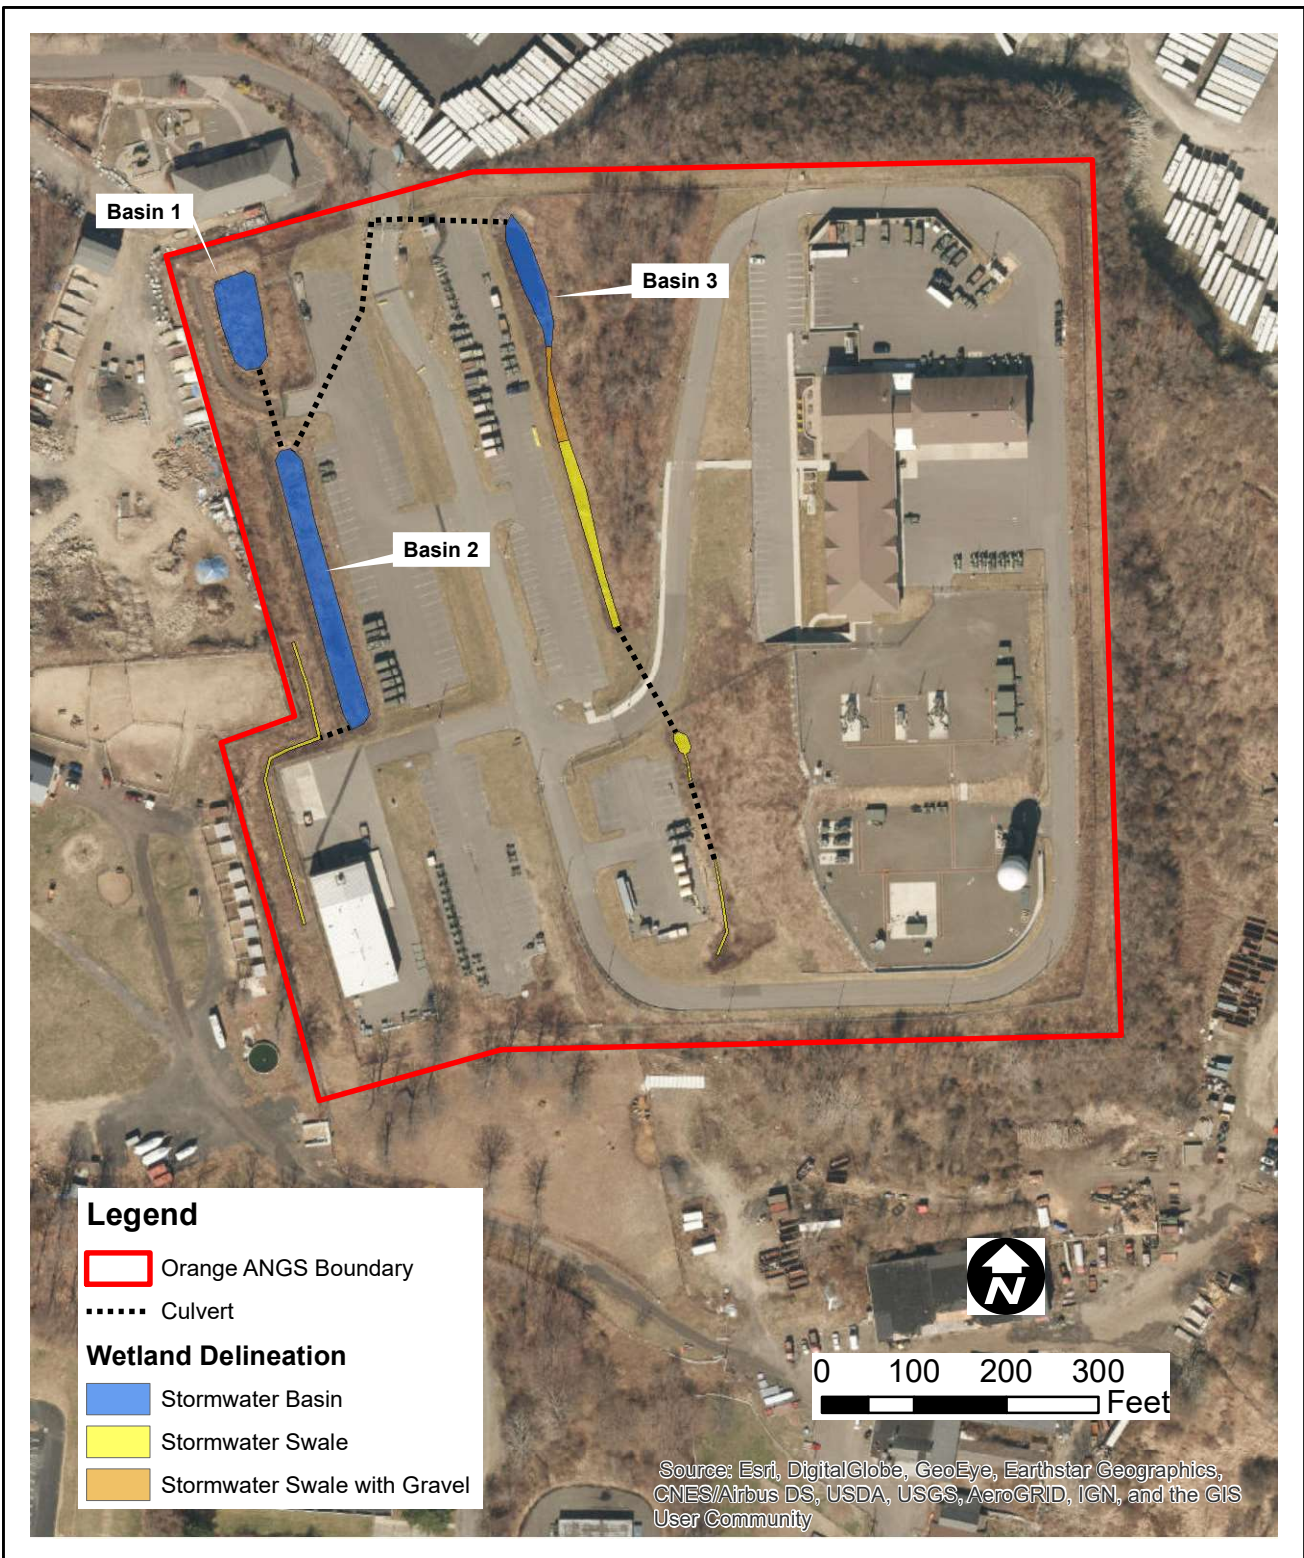 Basin 1
Basin 3
Basin 2
Legend
Orange ANGS Boundary
Culvert
Wetland Delineation
Stormwater Basin
Stormwater Swale
Stormwater Swale with Gravel
N
0 100 200 300
Feet
Source: Esri, DigitalGlobe, GeoEye, Earthstar Geographics,
CNES/Airbus DS, USDA, USGS, AeroGRID, IGN, and the GIS
User Community